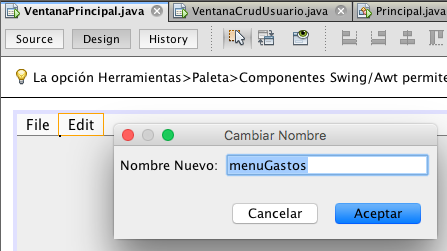 VentanaPrincipal.java VentanaCrudUsuario.java Principal.java
Source Design History
La opción Herramientas>Paleta>Componentes Swing/Awt permite
File Edit
Cambiar Nombre
Nombre Nuevo: menuGastos
Cancelar Aceptar